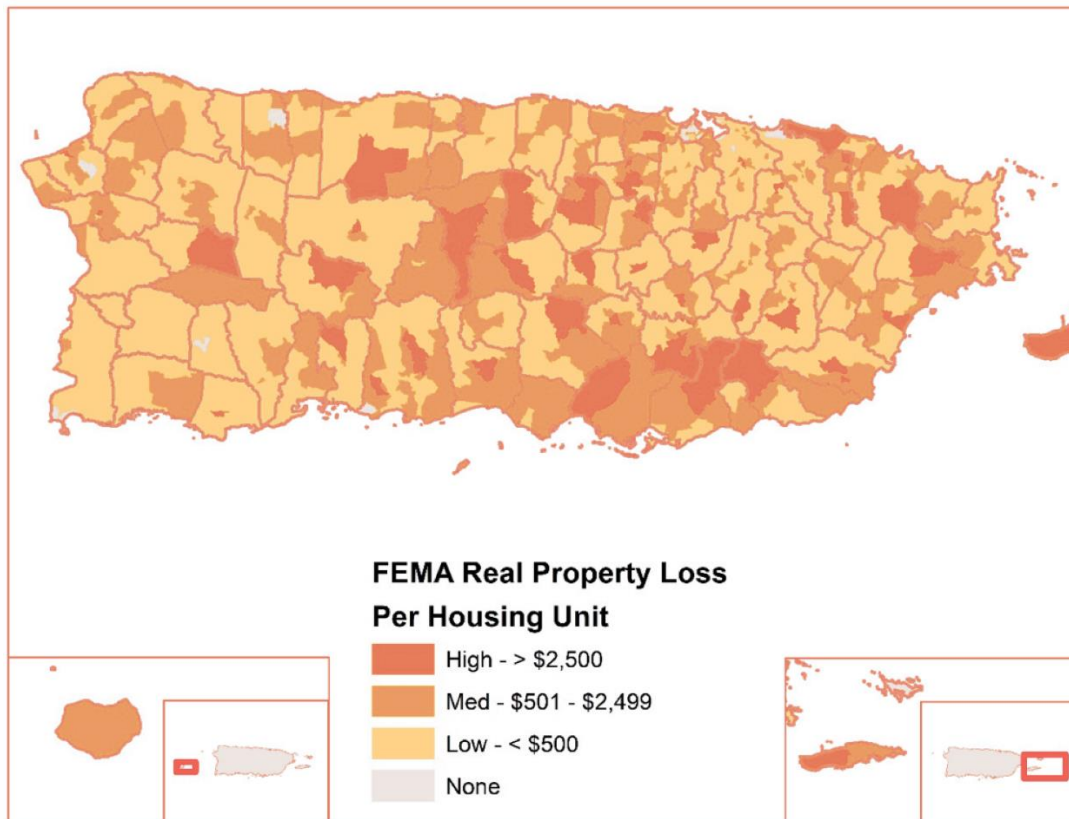 FEMA Real Property Loss
Per Housing Unit
High - > $2,500
Med - $501 - $2,499
Low - < $500
None